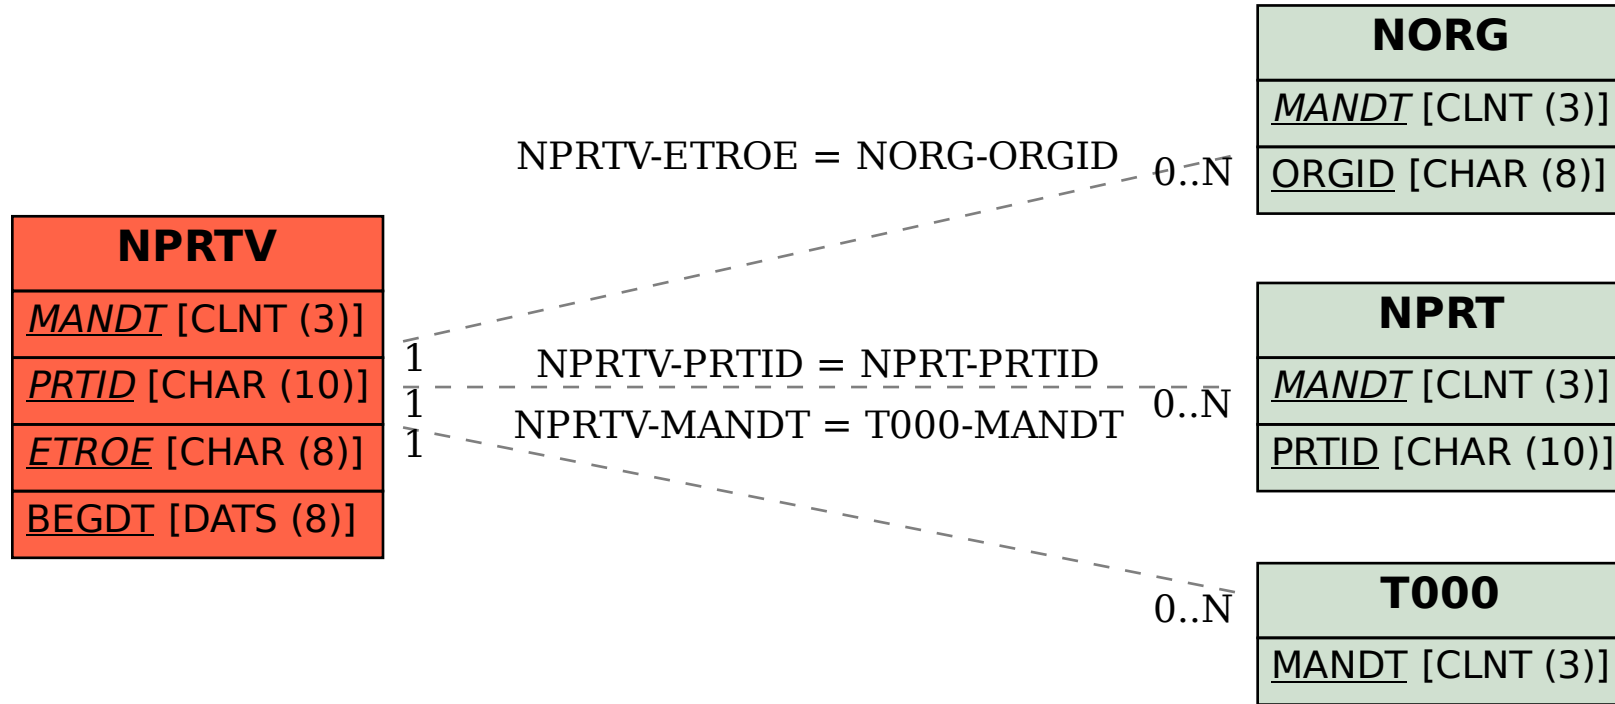 NPRTV
MANDT [CLNT (3)]
PRTID [CHAR (10)]
ETROE [CHAR (8)]
BEGDT [DATS (8)]
NPRTV-ETROE = NORG-ORGID
0..N
1
NPRTV-PRTID = NPRT-PRTID
1
0..N
NPRTV-MANDT = T000-MANDT
1
0..N
NORG
MANDT [CLNT (3)]
ORGID [CHAR (8)]
NPRT
MANDT [CLNT (3)]
PRTID [CHAR (10)]
T000
MANDT [CLNT (3)]